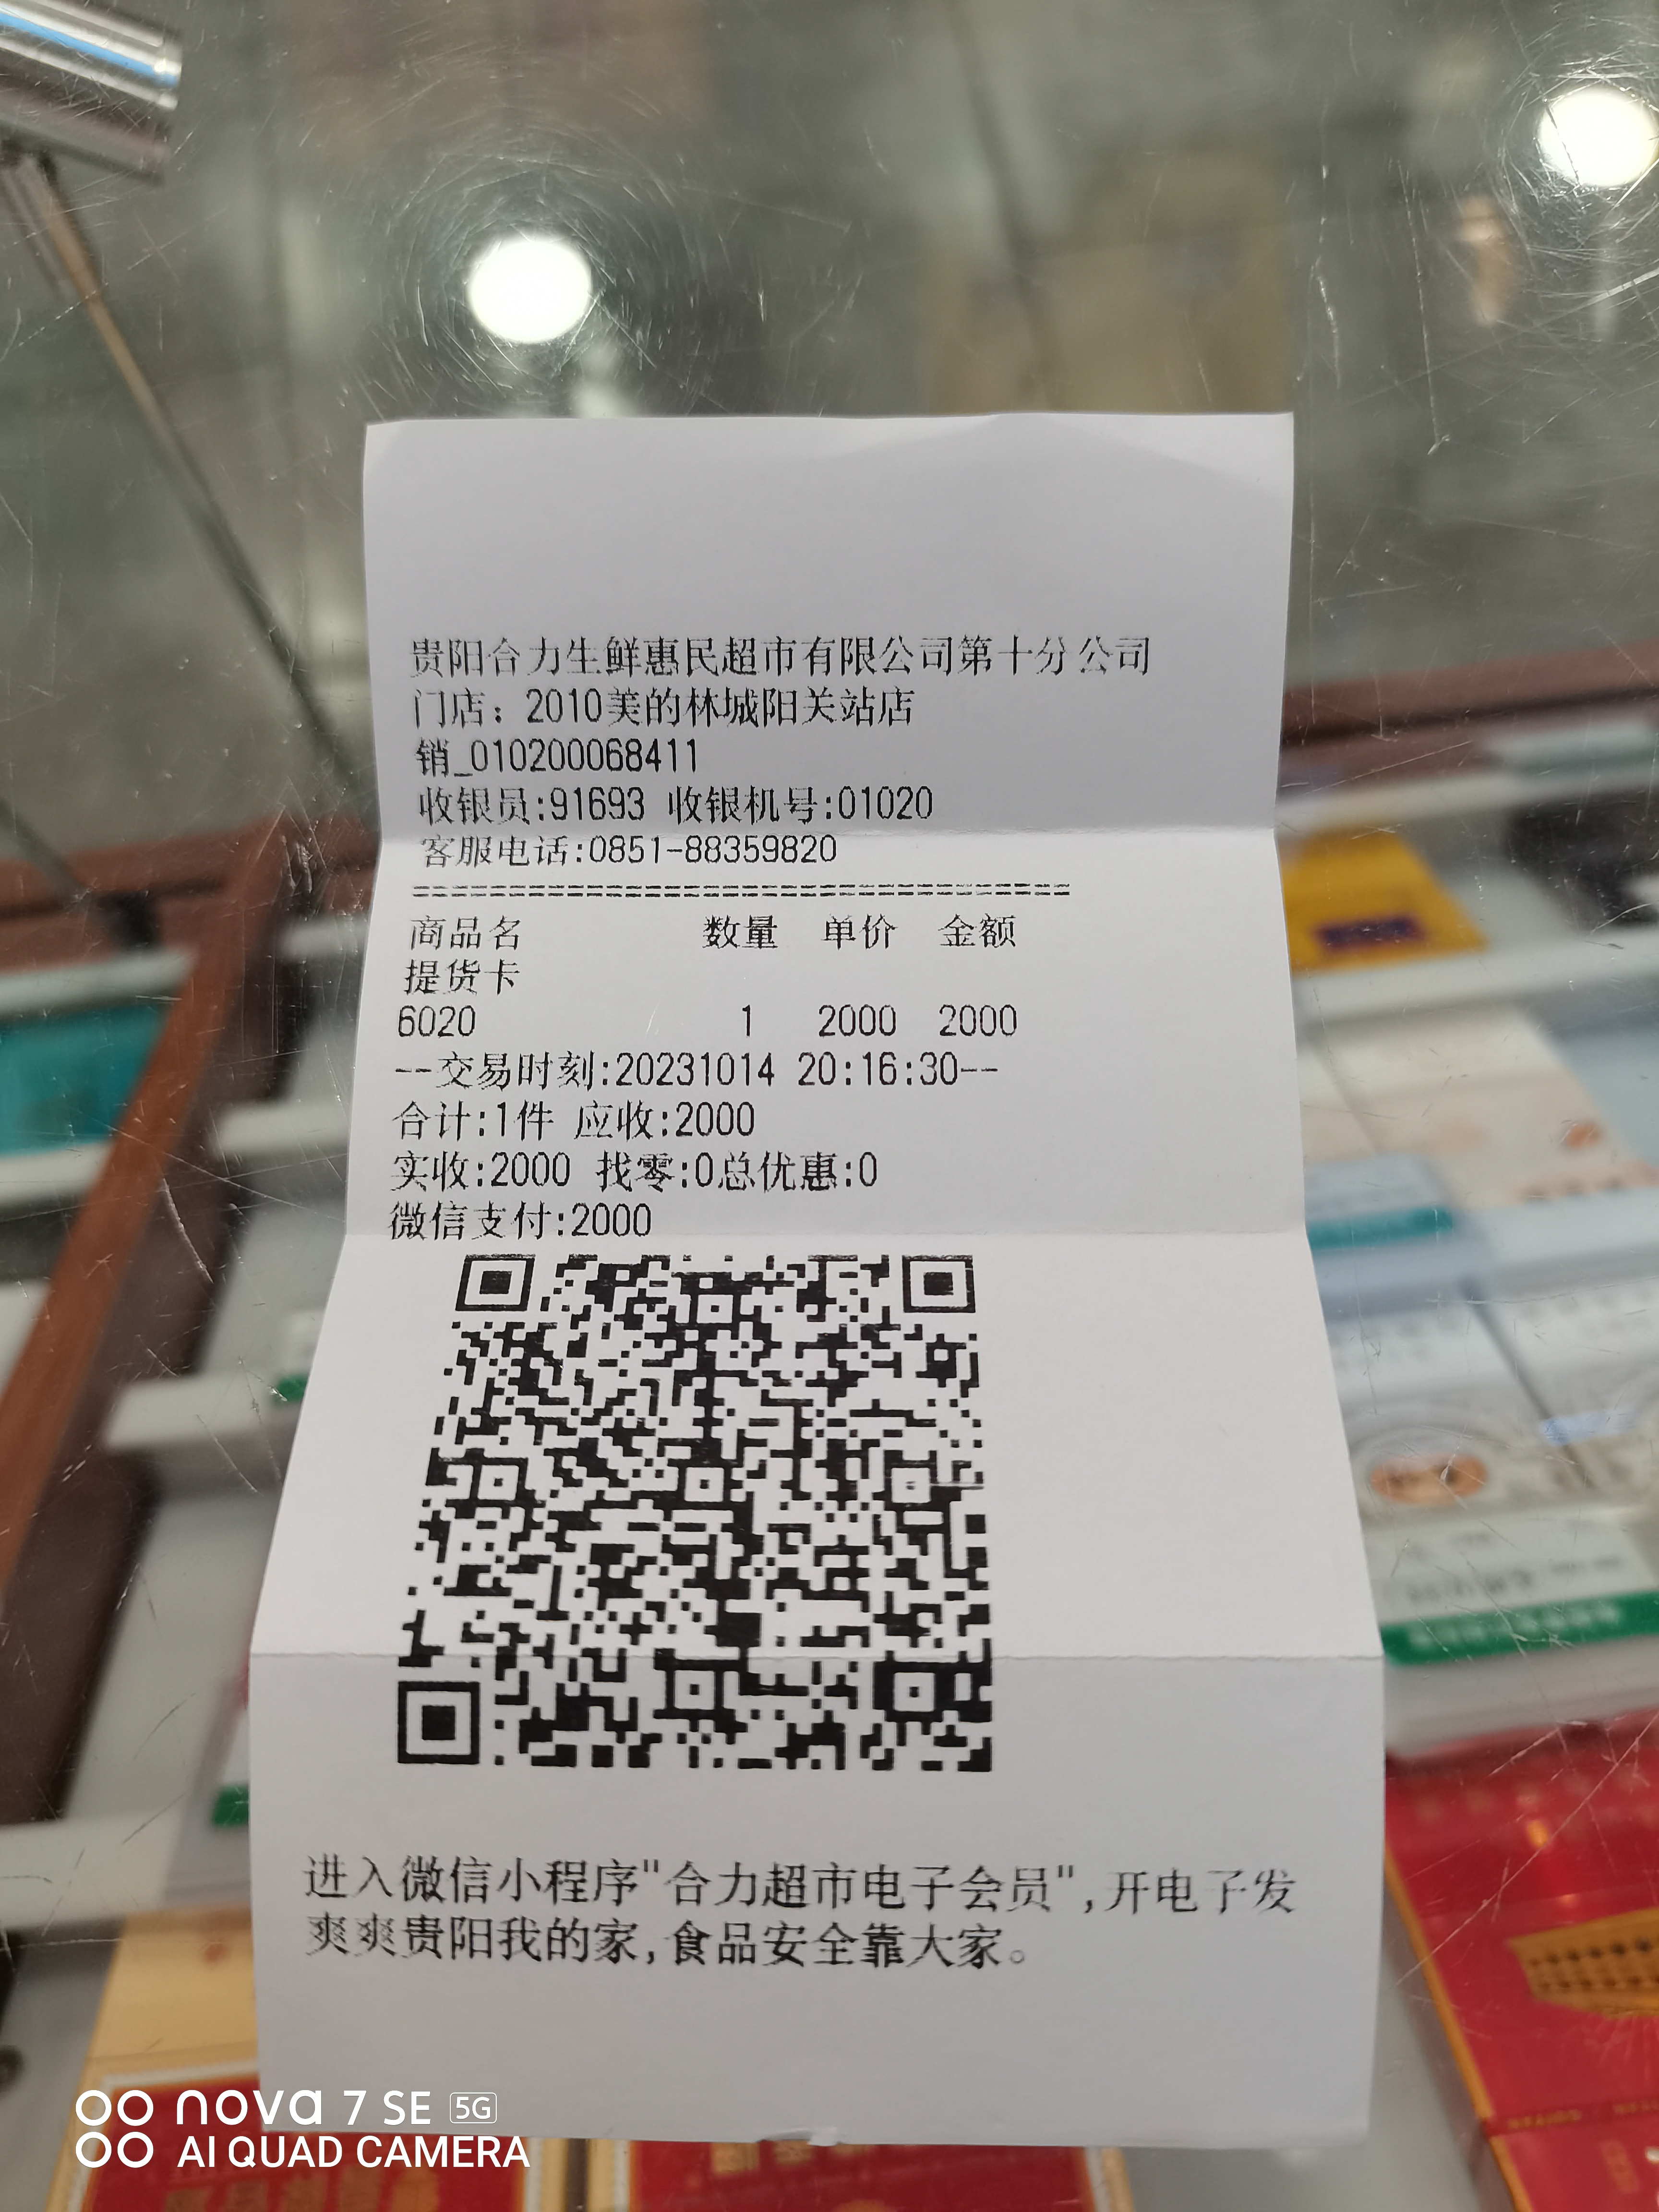 贵阳合力生鲜惠民超市有限公司第十分公司
门店：2010美的林城阳关站店
销_010200068411
收银员:91693 收银机号:01020
客服电话:0851-88359820
==================================
商品名 数量 单价 金额
提货卡
6020 1 2000 2000
--交易时刻:20231014 20:16:30--
合计:1件 应收:2000
实收:2000 找零:0总优惠:0
微信支付:2000
进入微信小程序"合力超市电子会员",开电子发
爽爽贵阳我的家,食品安全靠大家。
nova 7 SE 5G
AI QUAD CAMERA